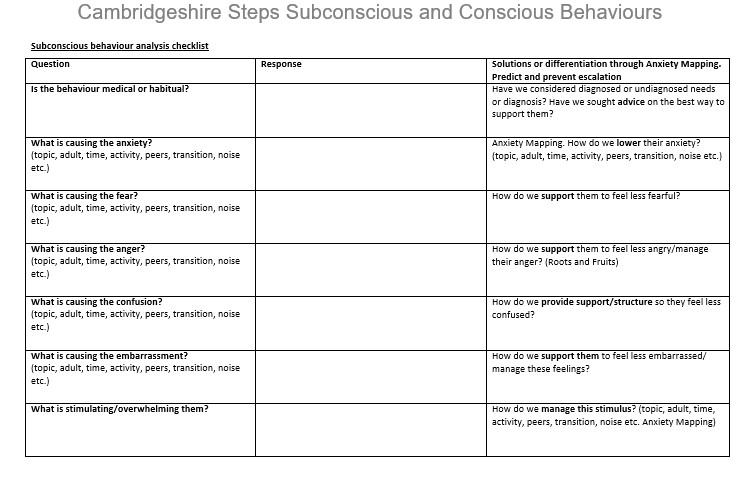 Cambridgeshire Steps Subconscious and Conscious Behaviours
Subconscious behaviour analysis checklist
Question
Response
Solutions or differentiation through Anxiety Mapping.
Predict and prevent escalation
Is the behaviour medical or habitual?
Have we considered diagnosed or undiagnosed needs
or diagnosis? Have we sought advice on the best way to
support them?
What is causing the anxiety?
(topic, adult, time, activity, peers, transition, noise
etc.)
Anxiety Mapping. How do we lower their anxiety?
(topic, adult, time, activity, peers, transition, noise etc.)
What is causing the fear?
(topic, adult, time, activity, peers, transition, noise
etc.)
How do we support them to feel less fearful?
What is causing the anger?
(topic, adult, time, activity, peers, transition, noise
etc.)
How do we support them to feel less angry/manage
their anger? (Roots and Fruits)
What is causing the confusion?
(topic, adult, time, activity, peers, transition, noise
etc.)
How do we provide support/structure so they feel less
confused?
What is causing the embarrassment?
(topic, adult, time, activity, peers, transition, noise
etc.)
How do we support them to feel less embarrassed/
manage these feelings?
What is stimulating/overwhelming them?
How do we manage this stimulus? (topic, adult, time,
activity, peers, transition, noise etc. Anxiety Mapping)